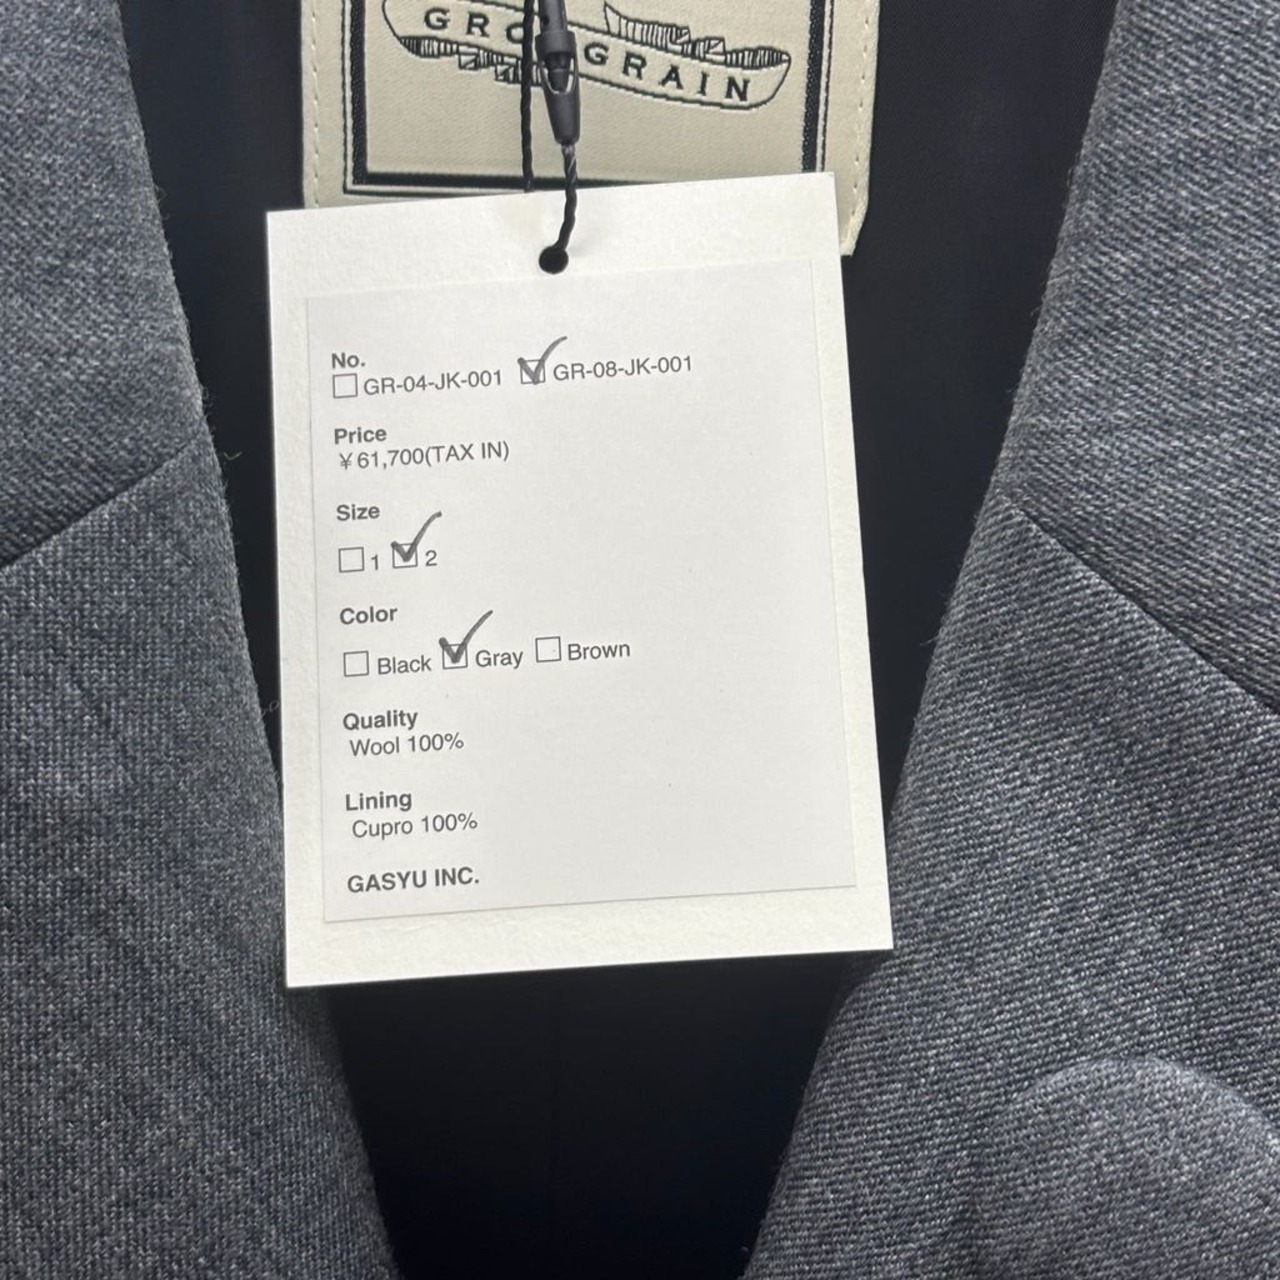 GRO GRAIN
No.
GR-04-JK-001 GR-08-JK-001
Price
¥61,700(TAX IN)
Size
1 2
Color
Black Gray Brown
Quality
Wool 100%
Lining
Cupro 100%
GASYU INC.